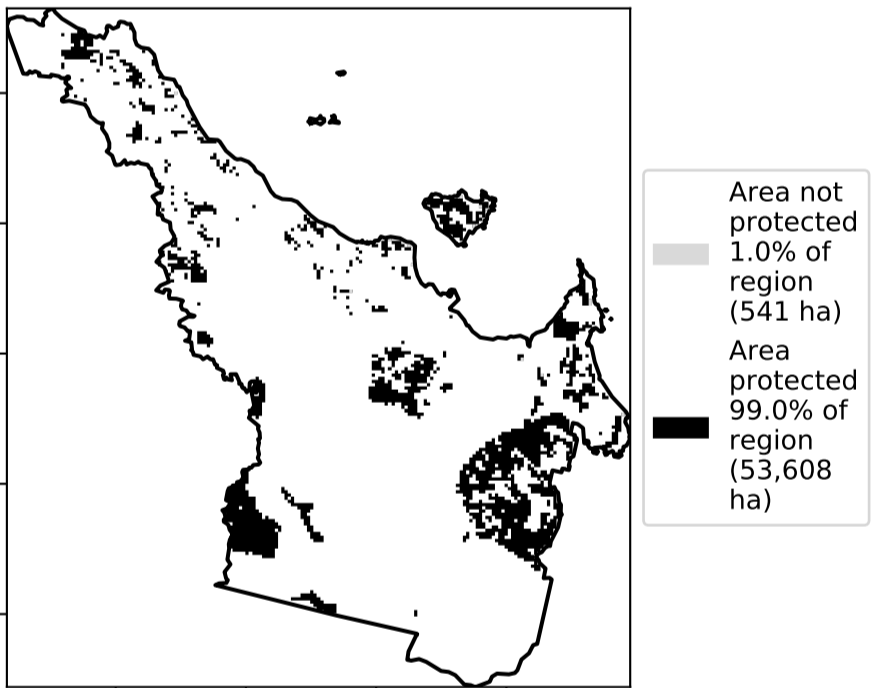 Area not
protected
1.0% of
region
(541 ha)
Area
protected
99.0% of
region
(53,608
ha)